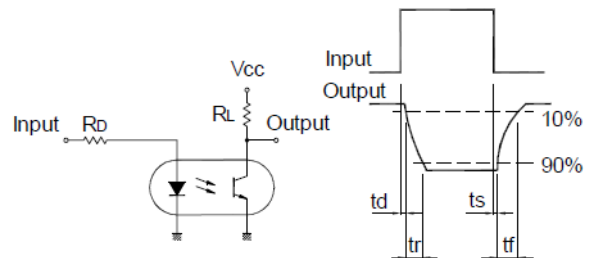 Vcc
RL
Input RD
Output
Input
Output
10%
90%
td
ts
tr
tf